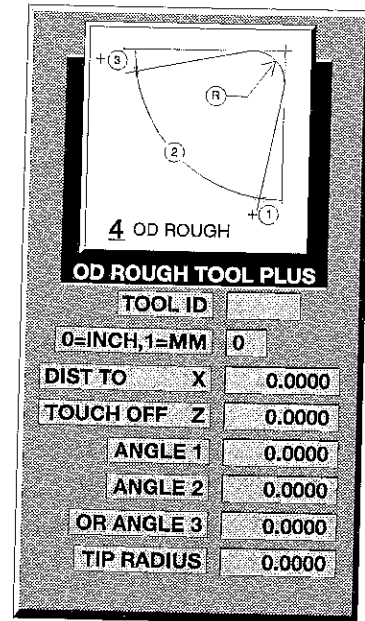 +3
R
2
+1
4 OD ROUGH
OD ROUGH TOOL PLUS
TOOL ID
0=INCH,1=MM 0
DIST TO X 0.0000
TOUCH OFF Z 0.0000
ANGLE 1 0.0000
ANGLE 2 0.0000
OR ANGLE 3 0.0000
TIP RADIUS 0.0000